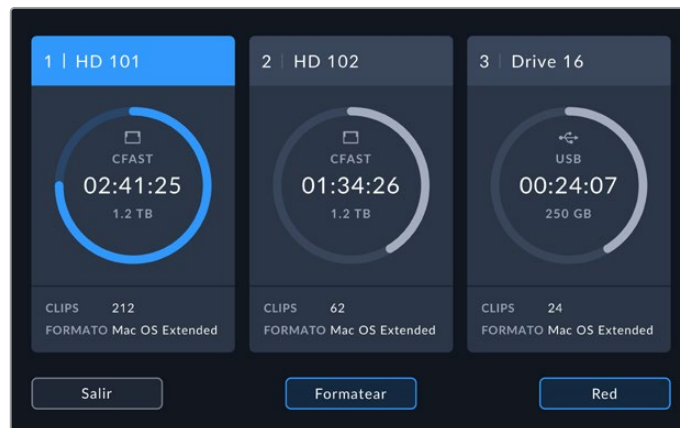 1 | HD 101
CFAST
02:41:25
1.2 TB
CLIPS 212
FORMATO Mac OS Extended
2 | HD 102
CFAST
01:34:26
1.2 TB
CLIPS 62
FORMATO Mac OS Extended
3 | Drive 16
USB
00:24:07
250 GB
CLIPS 24
FORMATO Mac OS Extended
Salir
Formatear
Red